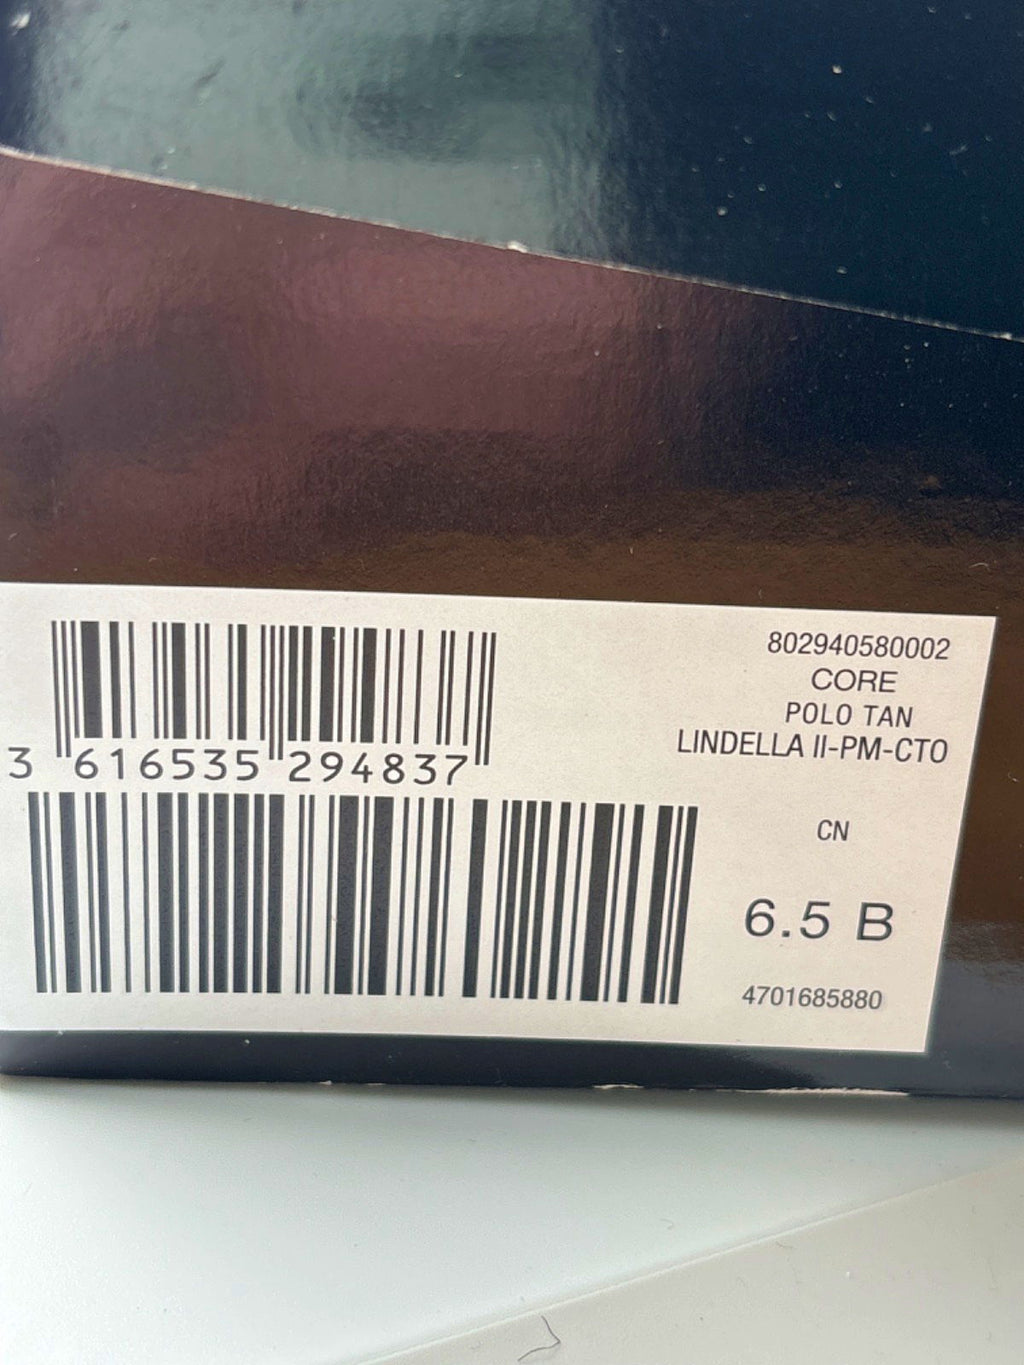 802940580002
CORE
POLO TAN
LINDELLA II-PM-CTO
3 616535 294837
CN
6.5 B
4701685880